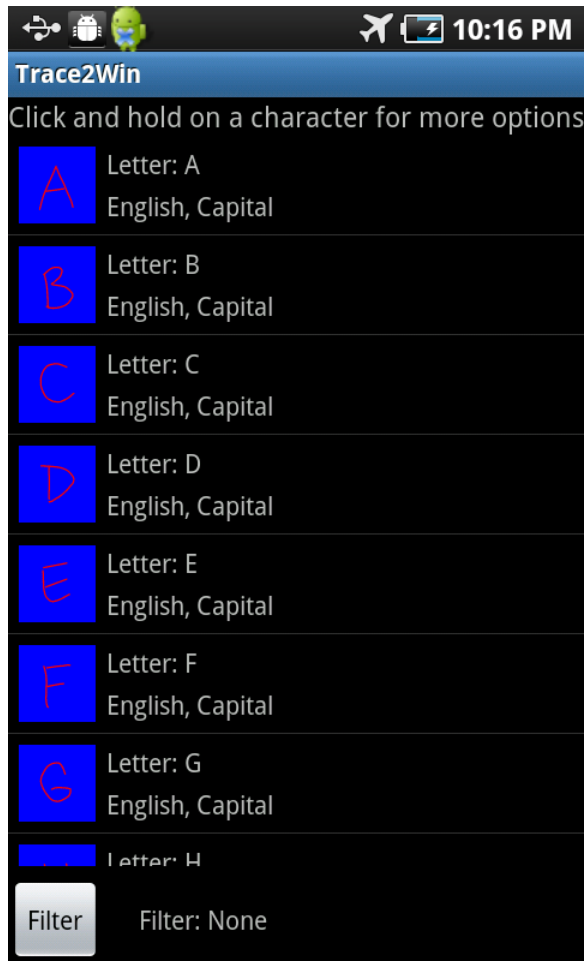 10:16 PM
Trace2Win
Click and hold on a character for more options
A
Letter: A
English, Capital
B
Letter: B
English, Capital
C
Letter: C
English, Capital
D
Letter: D
English, Capital
E
Letter: E
English, Capital
F
Letter: F
English, Capital
G
Letter: G
English, Capital
Letter: H
Filter
Filter: None